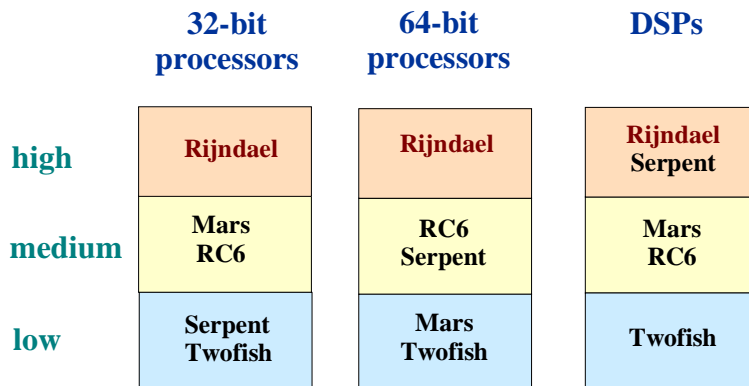 32-bit processors
64-bit processors
DSPs
high
Rijndael
Rijndael
Rijndael
Serpent
medium
Mars
RC6
RC6
Serpent
Mars
RC6
low
Serpent
Twofish
Mars
Twofish
Twofish